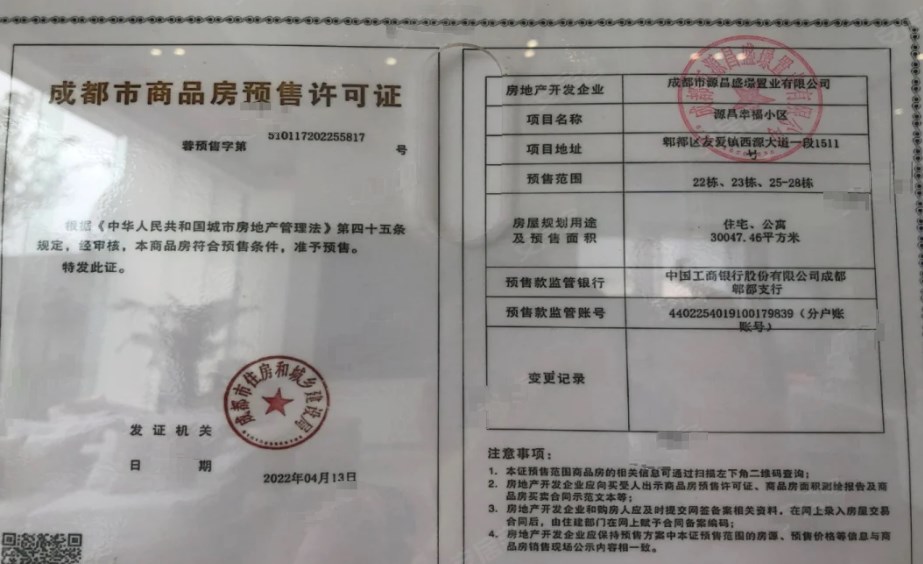 成都市商品房预售许可证
510117202255817
蓉预售字第
号
根据《中华人民共和国城市房地产管理法》第四十五条
规定，经审核，本商品房符合预售条件，准予预售。
特发此证。
成都市住房和城乡建设局
发证机关
日期
2022年04月13日
房地产开发企业
成都市源昌盛璟置业有限公司
项目名称
源昌幸福小区
项目地址
郫都区友爱镇西源大道一段1511
号
预售范围
22栋、23栋、25-28栋
房屋规划用途
及预售面积
住宅、公寓
30047.46平方米
预售款监管银行
中国工商银行股份有限公司成都
郫都支行
预售款监管账号
4402254019100179839（分户账
账号）
变更记录
注意事项：
1. 本证预售范围商品房的相关信息可通过扫描左下角二维码查询；
2. 房地产开发企业应向买受人出示商品房预售许可证、商品房面积测绘报告及商
品房买卖合同示范文本等；
3. 房地产开发企业和购房人应及时提交网签备案相关资料，在网上录入房屋交易
合同后，由住建部门在网上赋予合同备案编码；
4. 房地产开发企业应保持预售方案中本证预售范围的房源、预售价格等信息与商
品房销售现场公示内容相一致。